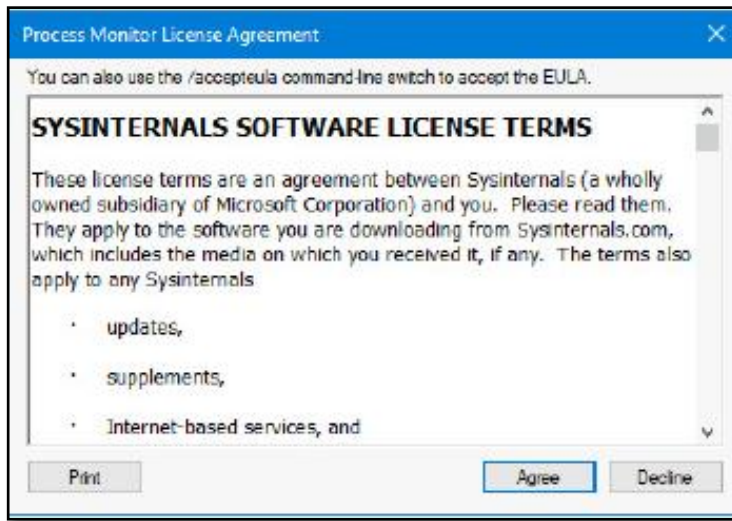 Process Monitor License Agreement
You can also use the /accepteula command-line switch to accept the EULA.
SYSINTERNALS SOFTWARE LICENSE TERMS
These license terms are an agreement between Sysinternals (a wholly
owned subsidiary of Microsoft Corporation) and you. Please read them.
They apply to the software you are downloading from Sysinternals.com,
which includes the media on which you received it, if any. The terms also
apply to any Sysinternals
· updates,
· supplements,
· Internet-based services, and
Print Agree Decline